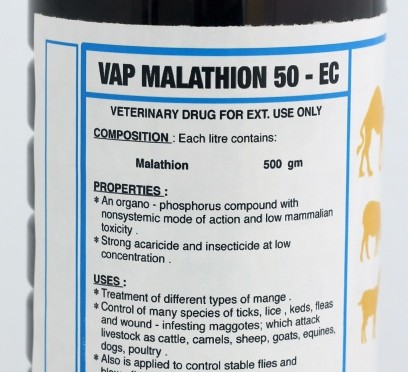 VAP MALATHION 50 - EC
VETERINARY DRUG FOR EXT. USE ONLY
COMPOSITION : Each litre contains:
Malathion 500 gm
PROPERTIES :
* An organo - phosphorus compound with
nonsystemic mode of action and low mammalian
toxicity .
* Strong acaricide and insecticide at low
concentration .
USES :
* Treatment of different types of mange .
* Control of many species of ticks, lice , keds, fleas
and wound - infesting maggotes; which attack
livestock as cattle, camels, sheep, goats, equines,
dogs, poultry .
* Also is applied to control stable flies and